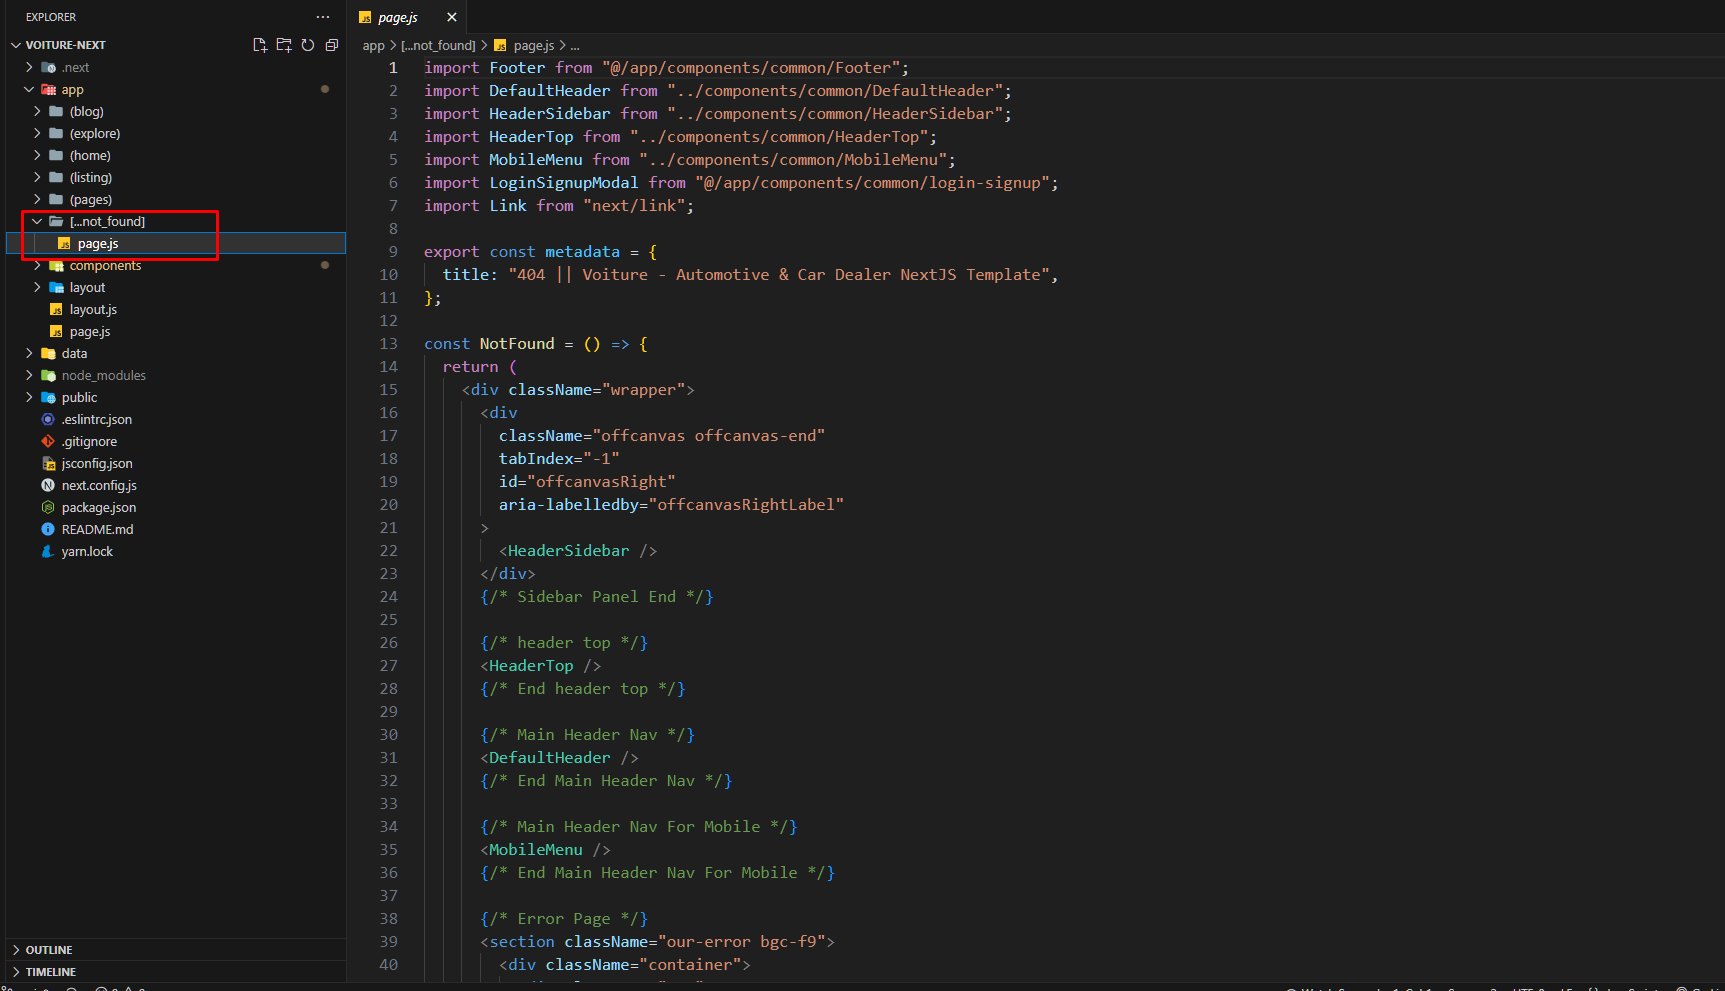 EXPLORER
VOITURE-NEXT
.next
app
(blog)
(explore)
(home)
(listing)
(pages)
[...not_found]
page.js
components
layout
layout.js
page.js
data
node_modules
public
.eslintrc.json
.gitignore
jsconfig.json
next.config.js
package.json
README.md
yarn.lock
OUTLINE
TIMELINE
page.js
app > [...not_found] > page.js > ...
1 import Footer from "@/app/components/common/Footer";
2 import DefaultHeader from "../components/common/DefaultHeader";
3 import HeaderSidebar from "../components/common/HeaderSidebar";
4 import HeaderTop from "../components/common/HeaderTop";
5 import MobileMenu from "../components/common/MobileMenu";
6 import LoginSignupModal from "@/app/components/common/login-signup";
7 import Link from "next/link";
8
9 export const metadata = {
10 title: "404 || Voiture - Automotive & Car Dealer NextJS Template",
11 };
12
13 const NotFound = () => {
14 return (
15 <div className="wrapper">
16 <div
17 className="offcanvas offcanvas-end"
18 tabIndex="-1"
19 id="offcanvasRight"
20 aria-labelledby="offcanvasRightLabel"
21 >
22 <HeaderSidebar />
23 </div>
24 {/* Sidebar Panel End */}
25
26 {/* header top */}
27 <HeaderTop />
28 {/* End header top */}
29
30 {/* Main Header Nav */}
31 <DefaultHeader />
32 {/* End Main Header Nav */}
33
34 {/* Main Header Nav For Mobile */}
35 <MobileMenu />
36 {/* End Main Header Nav For Mobile */}
37
38 {/* Error Page */}
39 <section className="our-error bgc-f9">
40 <div className="container">